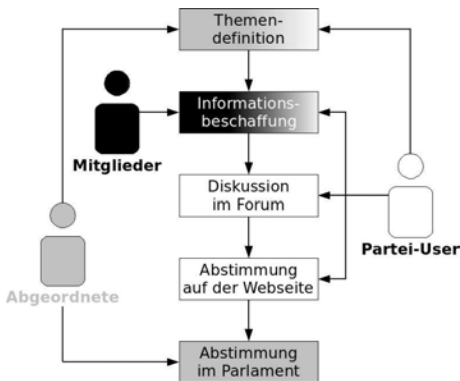 Themen-
definition
Informations-
beschaffung
Mitglieder
Diskussion
im Forum
Partei-User
Abstimmung
auf der Webseite
Abgeordnete
Abstimmung
im Parlament